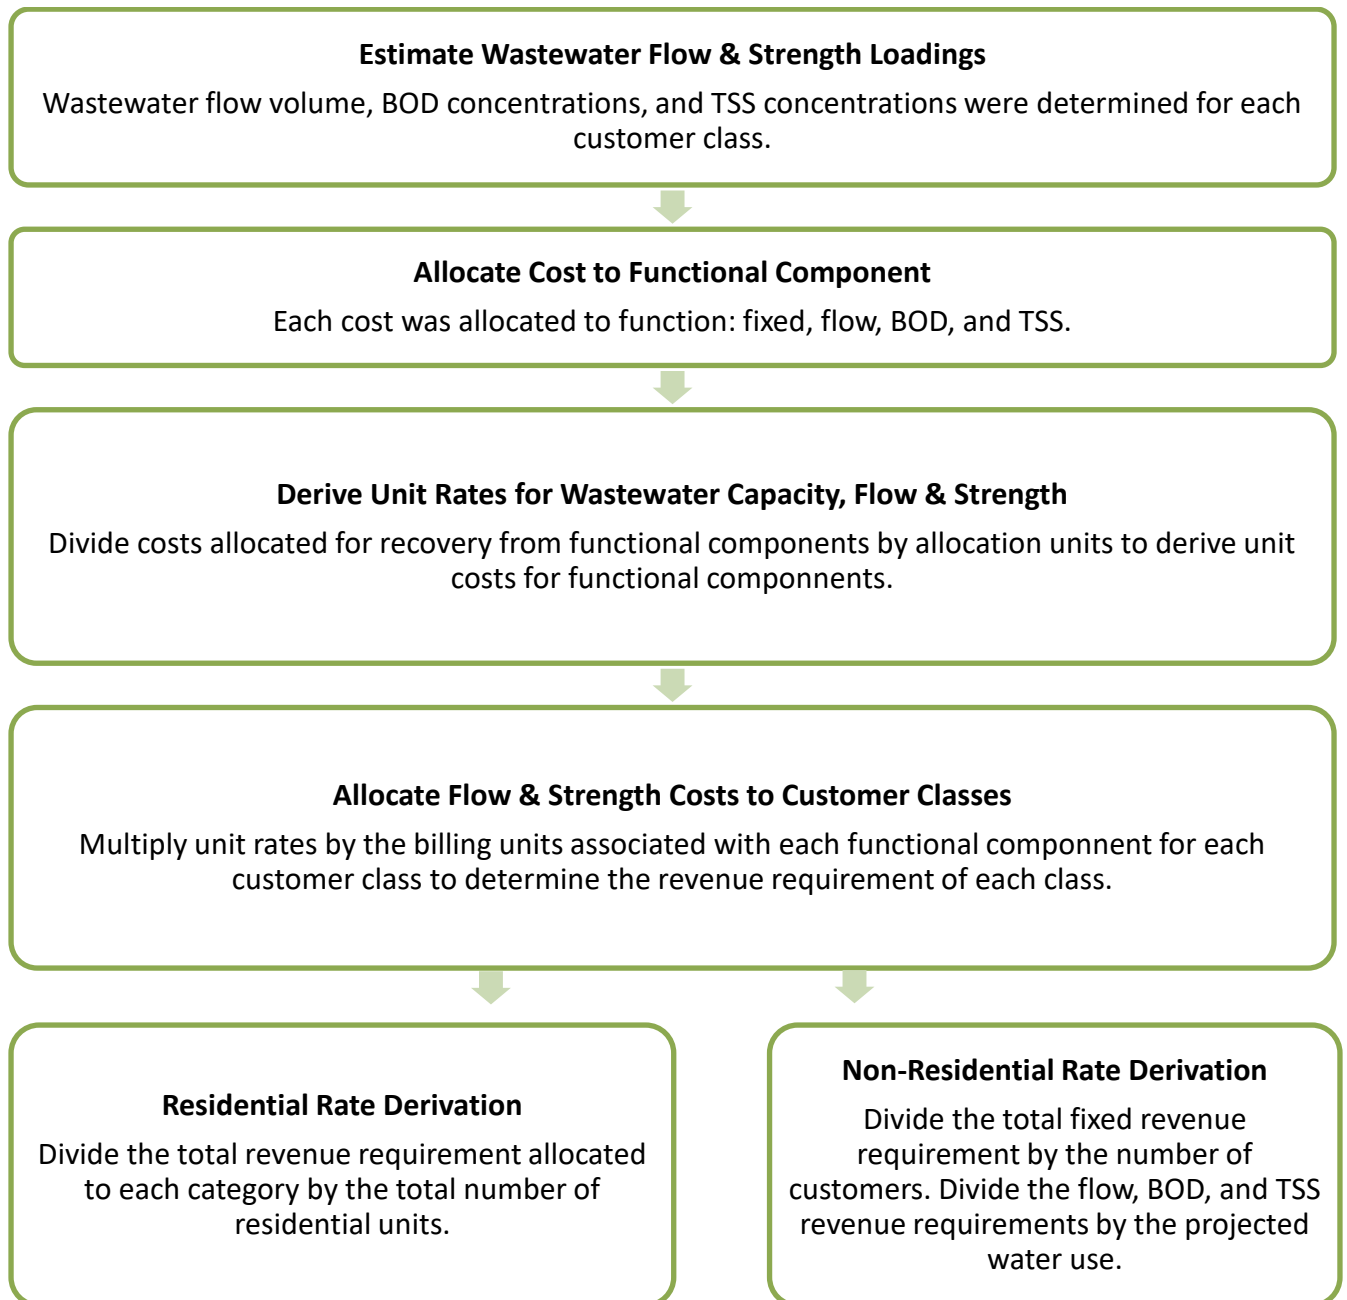 Estimate Wastewater Flow & Strength Loadings
Wastewater flow volume, BOD concentrations, and TSS concentrations were determined for each
customer class.
Allocate Cost to Functional Component
Each cost was allocated to function: fixed, flow, BOD, and TSS.
Derive Unit Rates for Wastewater Capacity, Flow & Strength
Divide costs allocated for recovery from functional components by allocation units to derive unit
costs for functional componnents.
Allocate Flow & Strength Costs to Customer Classes
Multiply unit rates by the billing units associated with each functional componnent for each
customer class to determine the revenue requirement of each class.
Residential Rate Derivation
Divide the total revenue requirement allocated
to each category by the total number of
residential units.
Non-Residential Rate Derivation
Divide the total fixed revenue
requirement by the number of
customers. Divide the flow, BOD, and TSS
revenue requirements by the projected
water use.